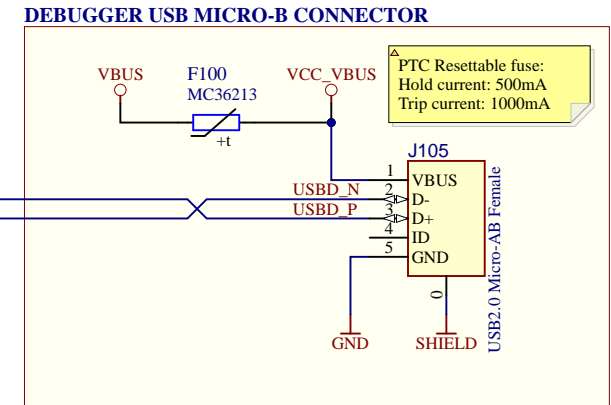 DEBUGGER USB MICRO-B CONNECTOR
VBUS
F100
MC36213
+t
VCC_VBUS
PTC Resettable fuse:
Hold current: 500mA
Trip current: 1000mA
J105
1
VBUS
USBD_N
2
D-
USBD_P
3
D+
4
ID
5
GND
0
USB2.0 Micro-AB Female
GND
SHIELD